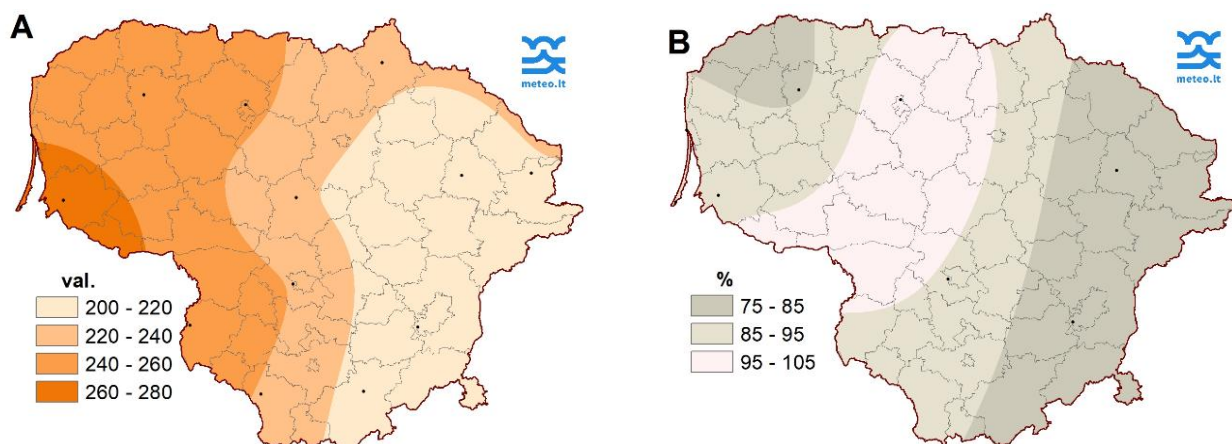 A
meteo.lt
val.
200 - 220
220 - 240
240 - 260
260 - 280
B
meteo.lt
%
75 - 85
85 - 95
95 - 105